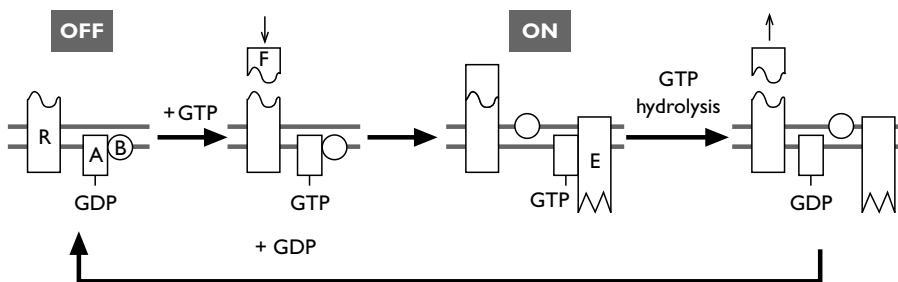 OFF
ON
F
GTP
hydrolysis
+GTP
R
A
B
E
GDP
GTP
GTP
GDP
+ GDP